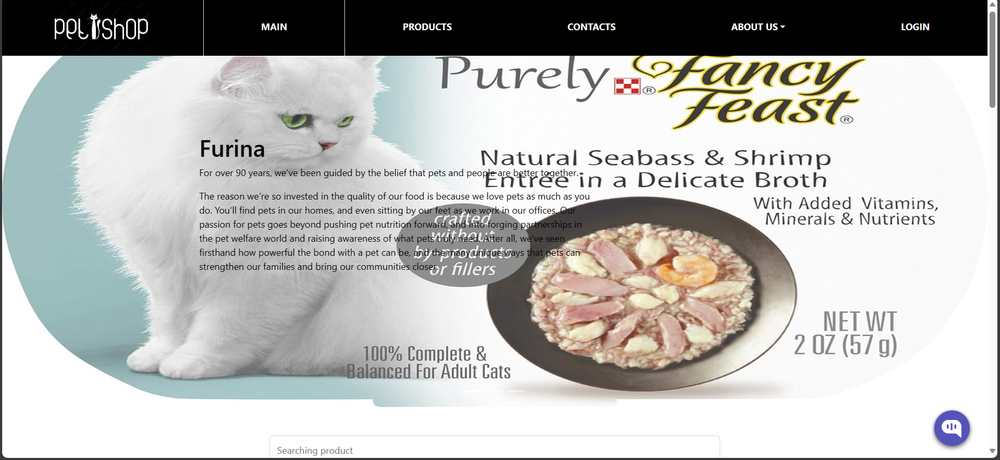 pet shop
MAIN
PRODUCTS
CONTACTS
ABOUT US
LOGIN
Purely Fancy
Feast
Furina
For over 90 years, we've been guided by the belief that pets and people are better together.
The reason we're so invested in the quality of our food is because we love pets as much as you
do. You'll find pets in our homes, and even sitting by our feet as we work in our offices. Our
passion for pets goes beyond pushing pet nutrition forward, and into forging partnerships in
the pet welfare world and raising awareness of what pets truly need. After all, we've seen
firsthand how powerful the bond with a pet can be, and the many unique ways that pets can
strengthen our families and bring our communities closer.
Natural Seabass & Shrimp
Entrée in a Delicate Broth
With Added Vitamins,
Minerals & Nutrients
crafted
without
by-products
or fillers
NET WT
2 OZ (57 g)
100% Complete &
Balanced For Adult Cats
Searching product